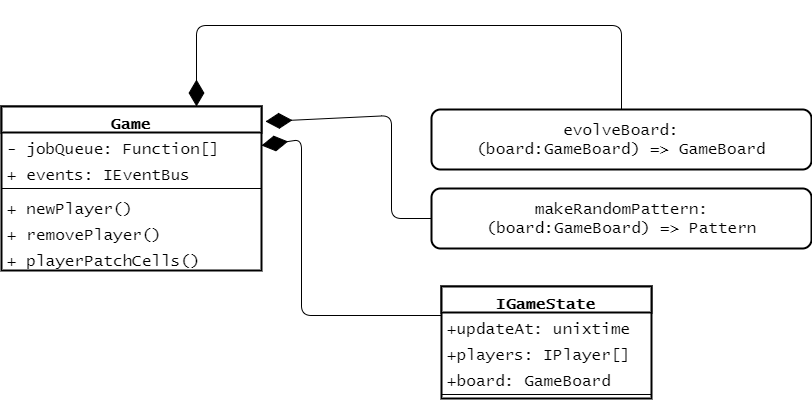 Game
- jobQueue: Function[]
+ events: IEventBus
+ newPlayer()
+ removePlayer()
+ playerPatchCells()
evolveBoard:
(board:GameBoard) => GameBoard
makeRandomPattern:
(board:GameBoard) => Pattern
IGameState
+updateAt: unixtime
+players: IPlayer[]
+board: GameBoard